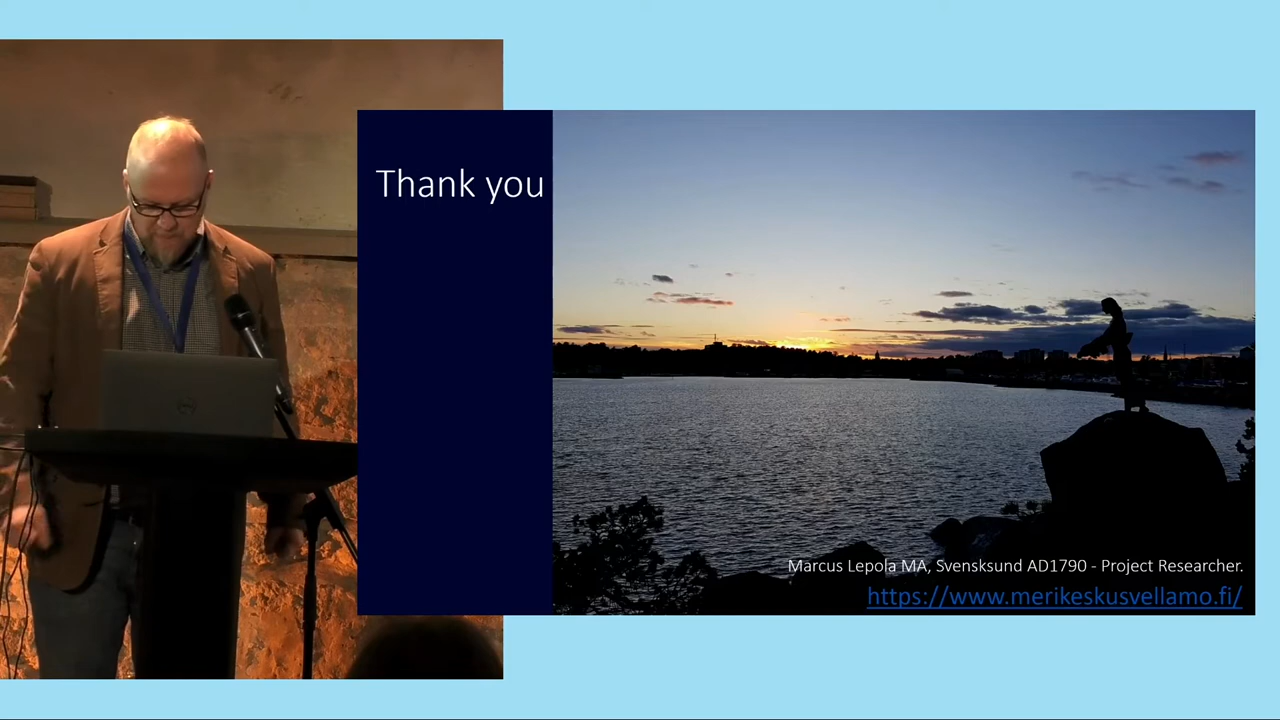 Thank you
Marcus Lepola MA, Svensksund AD1790 - Project Researcher.
https://www.merikeskusvellamo.fi/